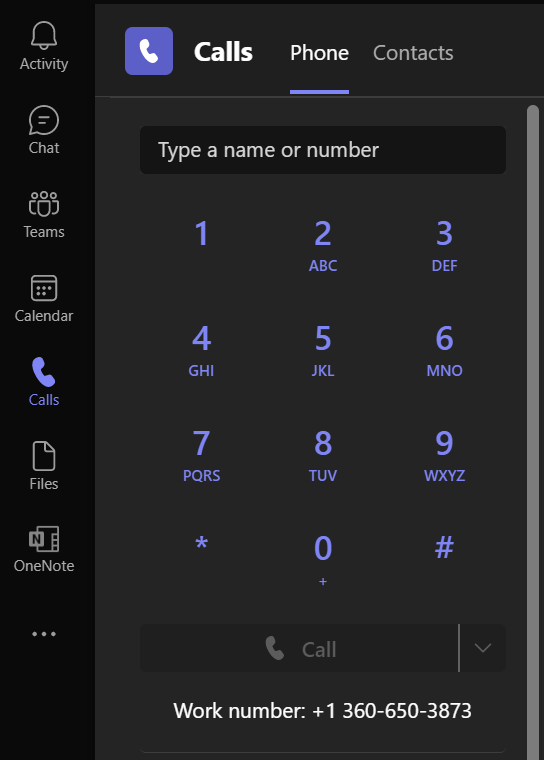 Activity
Chat
Teams
Calendar
Calls
Files
N
OneNote
Calls Phone Contacts
Type a name or number
1 2 3
ABC DEF
4 5 6
GHI JKL MNO
7 8 9
PQRS TUV WXYZ
* 0 #
+
Call
Work number: +1 360-650-3873